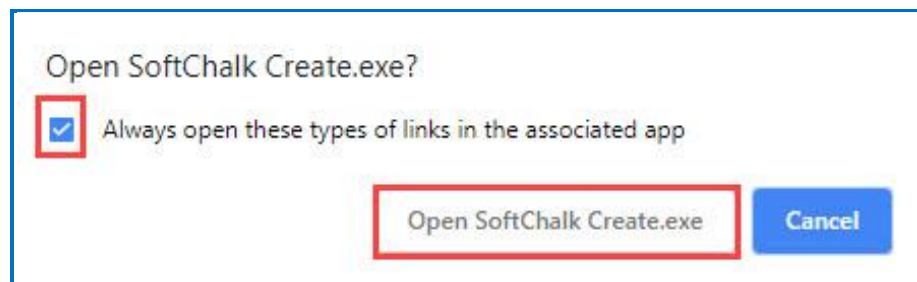 Open SoftChalk Create.exe?
Always open these types of links in the associated app
Open SoftChalk Create.exe Cancel